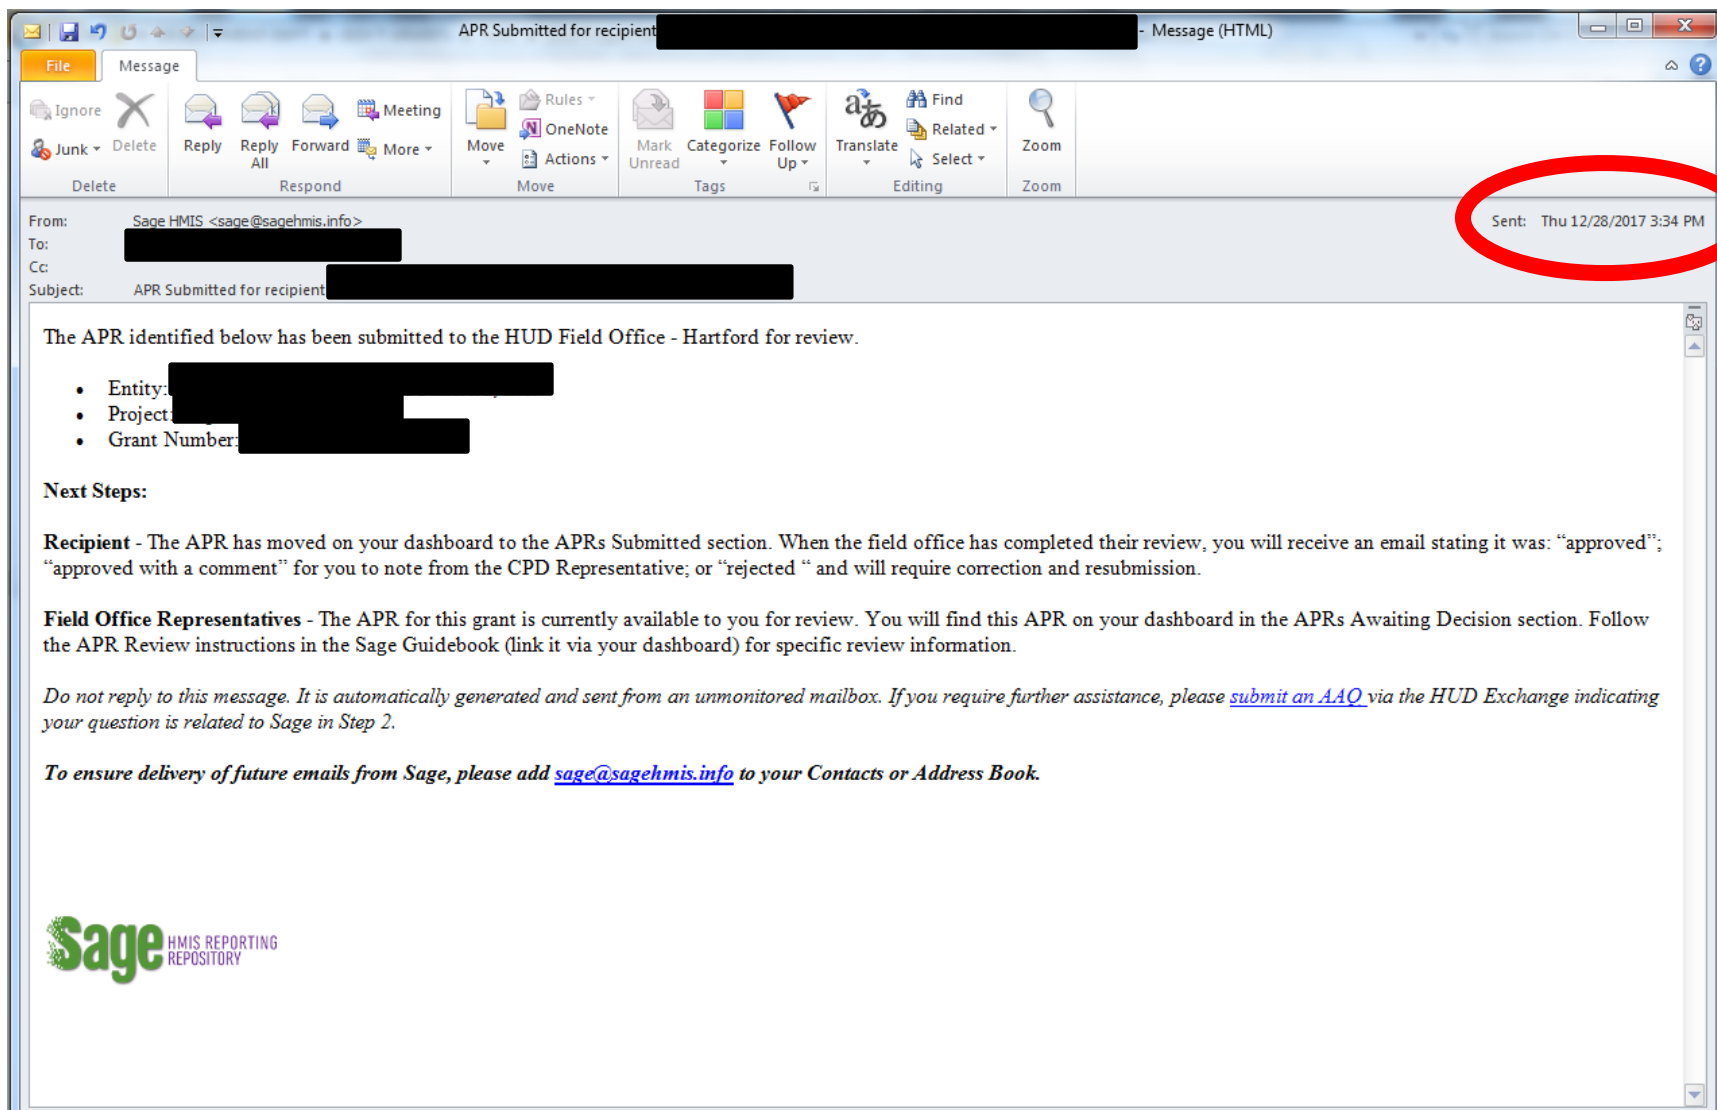 APR Submitted for recipient - Message (HTML)
File Message
Ignore
Junk
Delete
Reply
Reply All
Forward
Meeting
More
Move
Rules
OneNote
Actions
Mark Unread
Categorize
Follow Up
Translate
Find
Related
Select
Zoom
Delete Respond Move Tags Editing Zoom
From: Sage HMIS <sage@sagehmis.info> Sent: Thu 12/28/2017 3:34 PM
To:
Cc:
Subject: APR Submitted for recipient
The APR identified below has been submitted to the HUD Field Office - Hartford for review.
• Entity:
• Project:
• Grant Number:
Next Steps:
Recipient - The APR has moved on your dashboard to the APRs Submitted section. When the field office has completed their review, you will receive an email stating it was: “approved”;
“approved with a comment” for you to note from the CPD Representative; or “rejected “ and will require correction and resubmission.
Field Office Representatives - The APR for this grant is currently available to you for review. You will find this APR on your dashboard in the APRs Awaiting Decision section. Follow
the APR Review instructions in the Sage Guidebook (link it via your dashboard) for specific review information.
Do not reply to this message. It is automatically generated and sent from an unmonitored mailbox. If you require further assistance, please submit an AAQ via the HUD Exchange indicating
your question is related to Sage in Step 2.
To ensure delivery of future emails from Sage, please add sage@sagehmis.info to your Contacts or Address Book.
Sage HMIS REPORTING
REPOSITORY